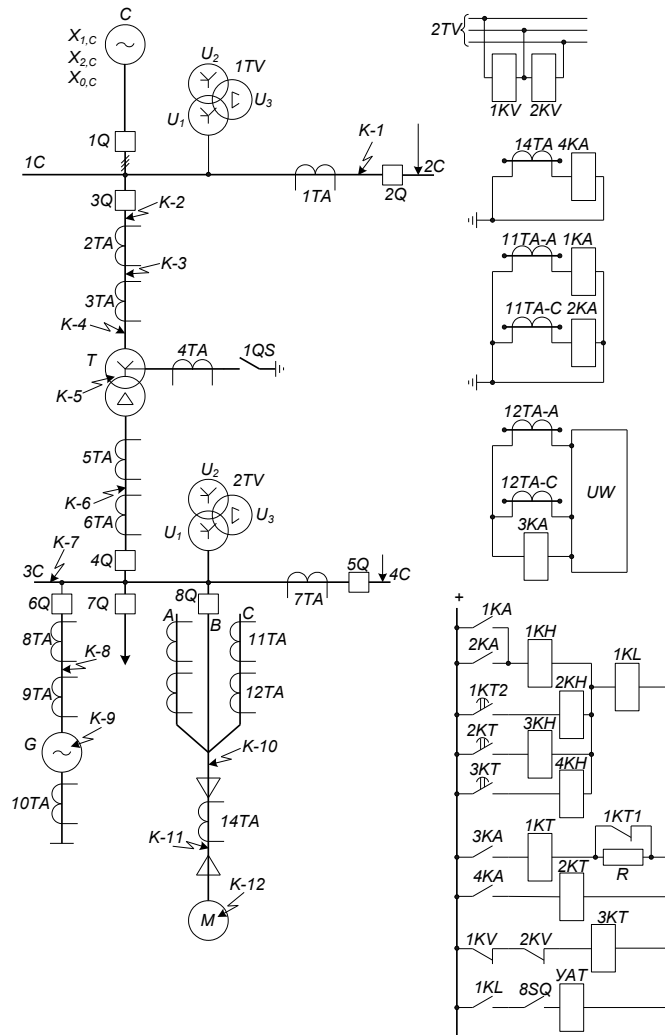 C
X1,C
X2,C
X0,C
U2
1TV
U3
U1
1Q
K-1
1C
2C
1TA
2Q
3Q
K-2
2TA
K-3
3TA
K-4
T
4TA
1QS
K-5
5TA
K-6
6TA
U2
2TV
U3
U1
K-7
4Q
3C
5Q
4C
6Q
7Q
8Q
7TA
A
B
C
8TA
K-8
11TA
9TA
12TA
K-9
G
K-10
10TA
14TA
K-11
K-12
M
2TV
1KV
2KV
14TA
4KA
11TA-A
1KA
11TA-C
2KA
12TA-A
12TA-C
UW
3KA
+
1KA
1KH
1KL
2KA
2KH
1KT2
3KH
2KT
4KH
3KT
1KT
1KT1
3KA
R
2KT
4KA
3KT
1KV
2KV
1KL
8SQ
УАТ